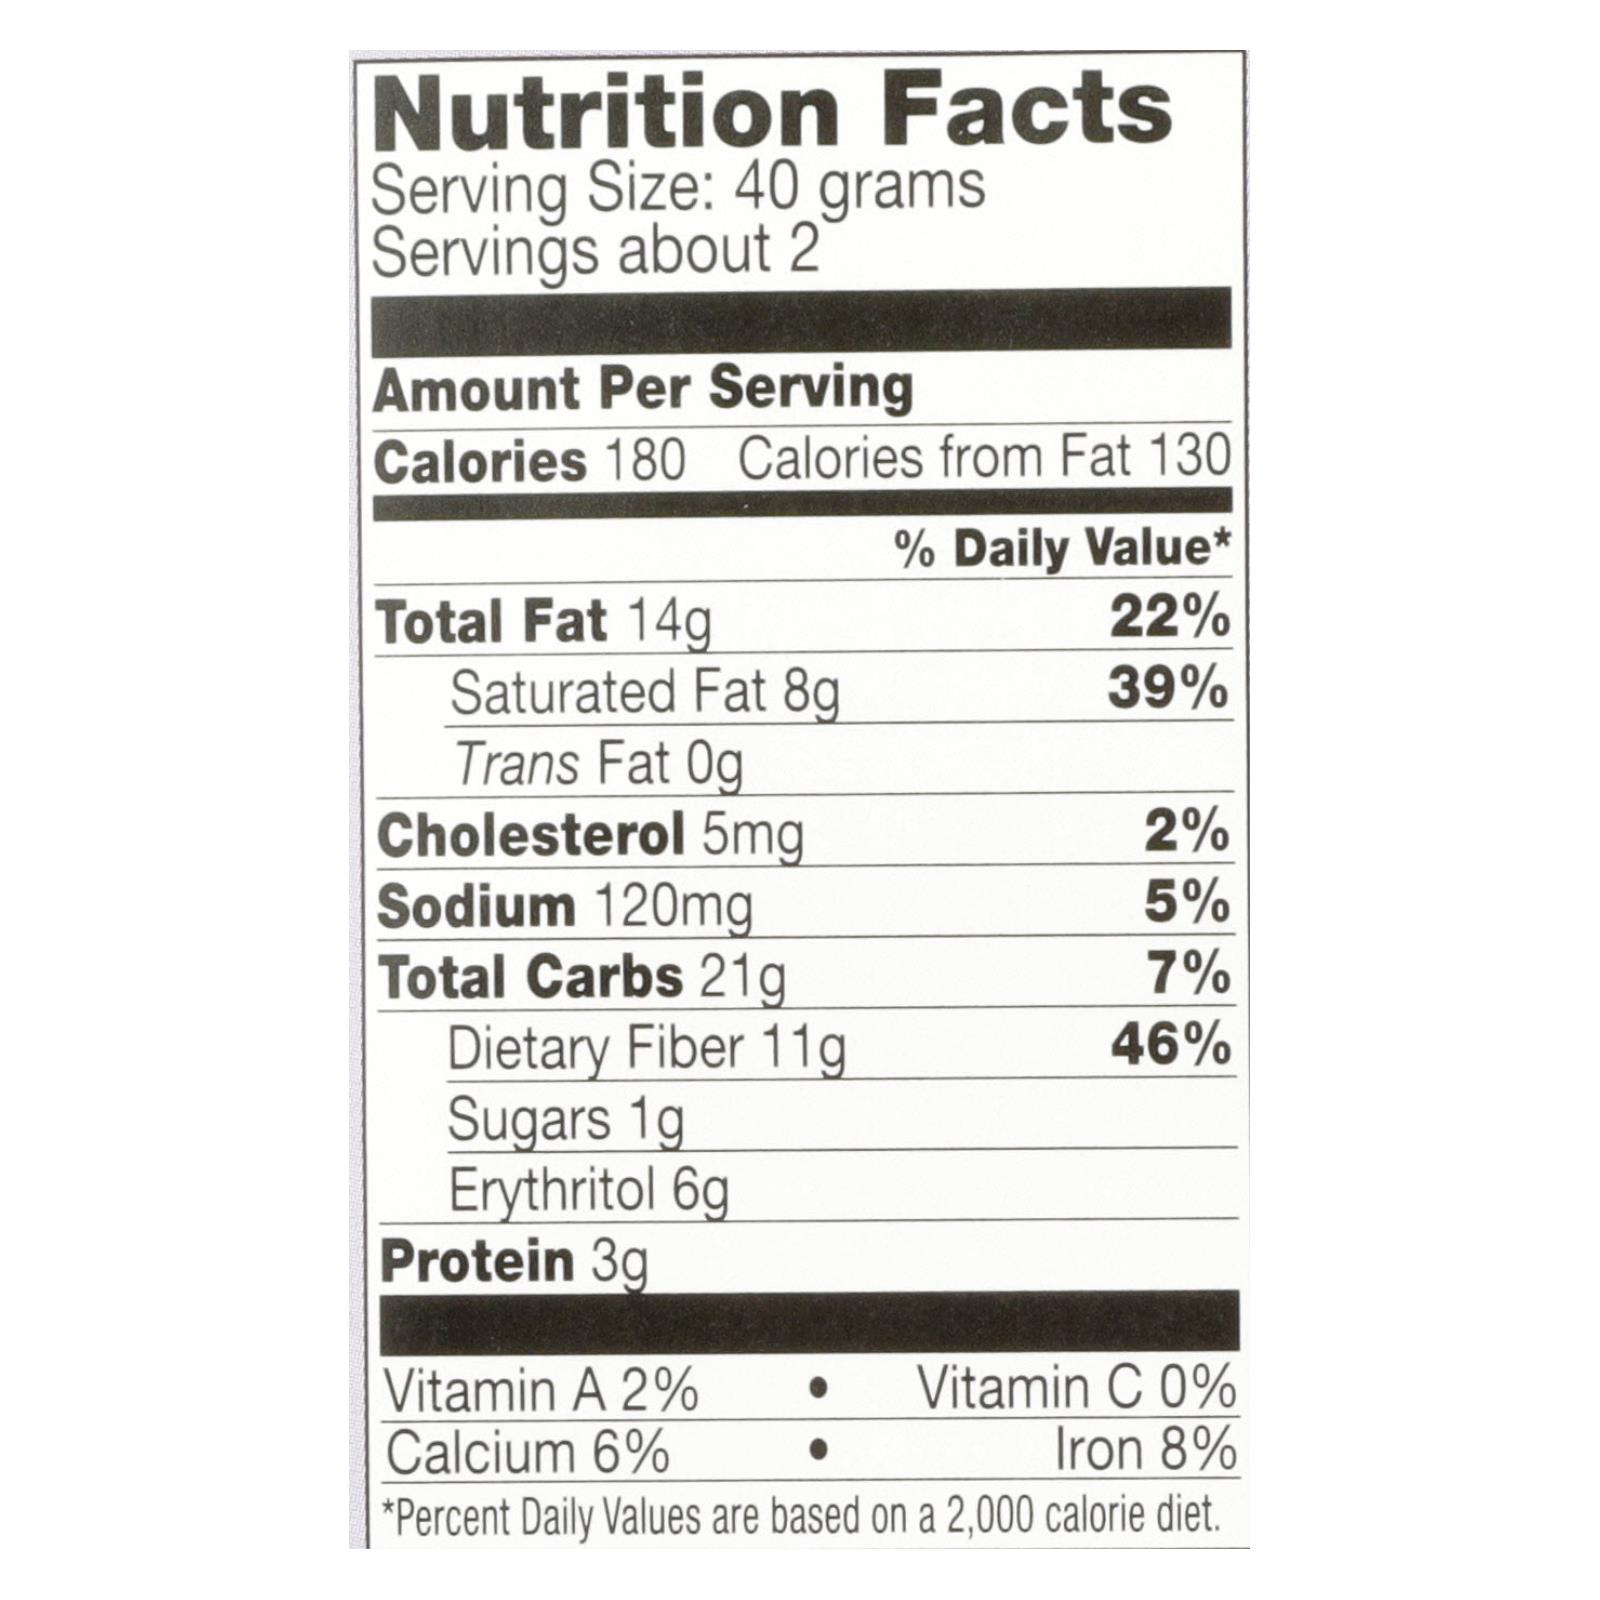 Nutrition Facts
Serving Size: 40 grams
Servings about 2
Amount Per Serving
Calories 180 Calories from Fat 130
% Daily Value*
Total Fat 14g 22%
Saturated Fat 8g 39%
Trans Fat 0g
Cholesterol 5mg 2%
Sodium 120mg 5%
Total Carbs 21g 7%
Dietary Fiber 11g 46%
Sugars 1g
Erythritol 6g
Protein 3g
Vitamin A 2% • Vitamin C 0%
Calcium 6% • Iron 8%
*Percent Daily Values are based on a 2,000 calorie diet.